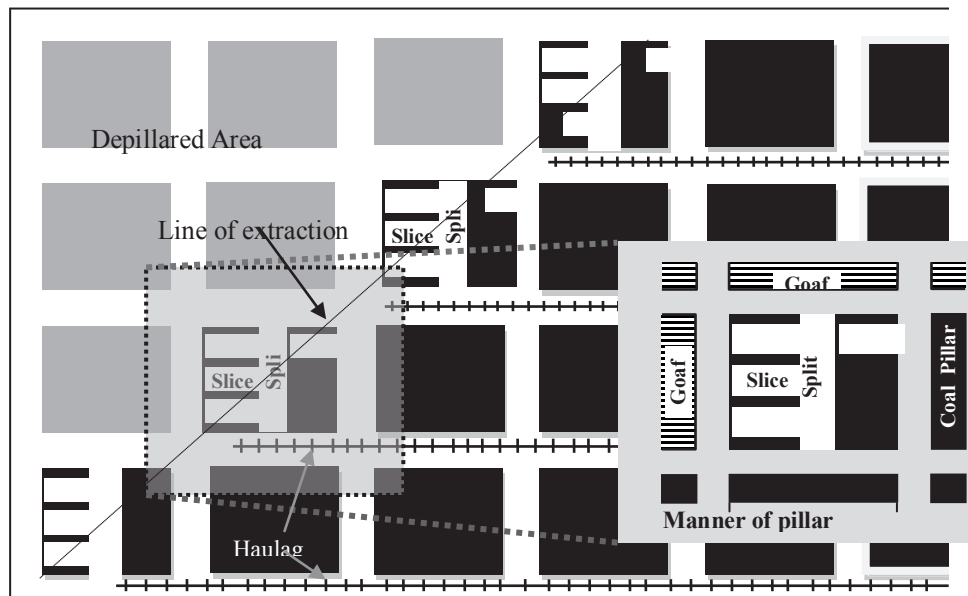 Depillared Area
Line of extraction
Slice
Spli
Slice
Spli
Haulag
Goaf
Goaf
Slice
Split
Coal Pillar
Manner of pillar